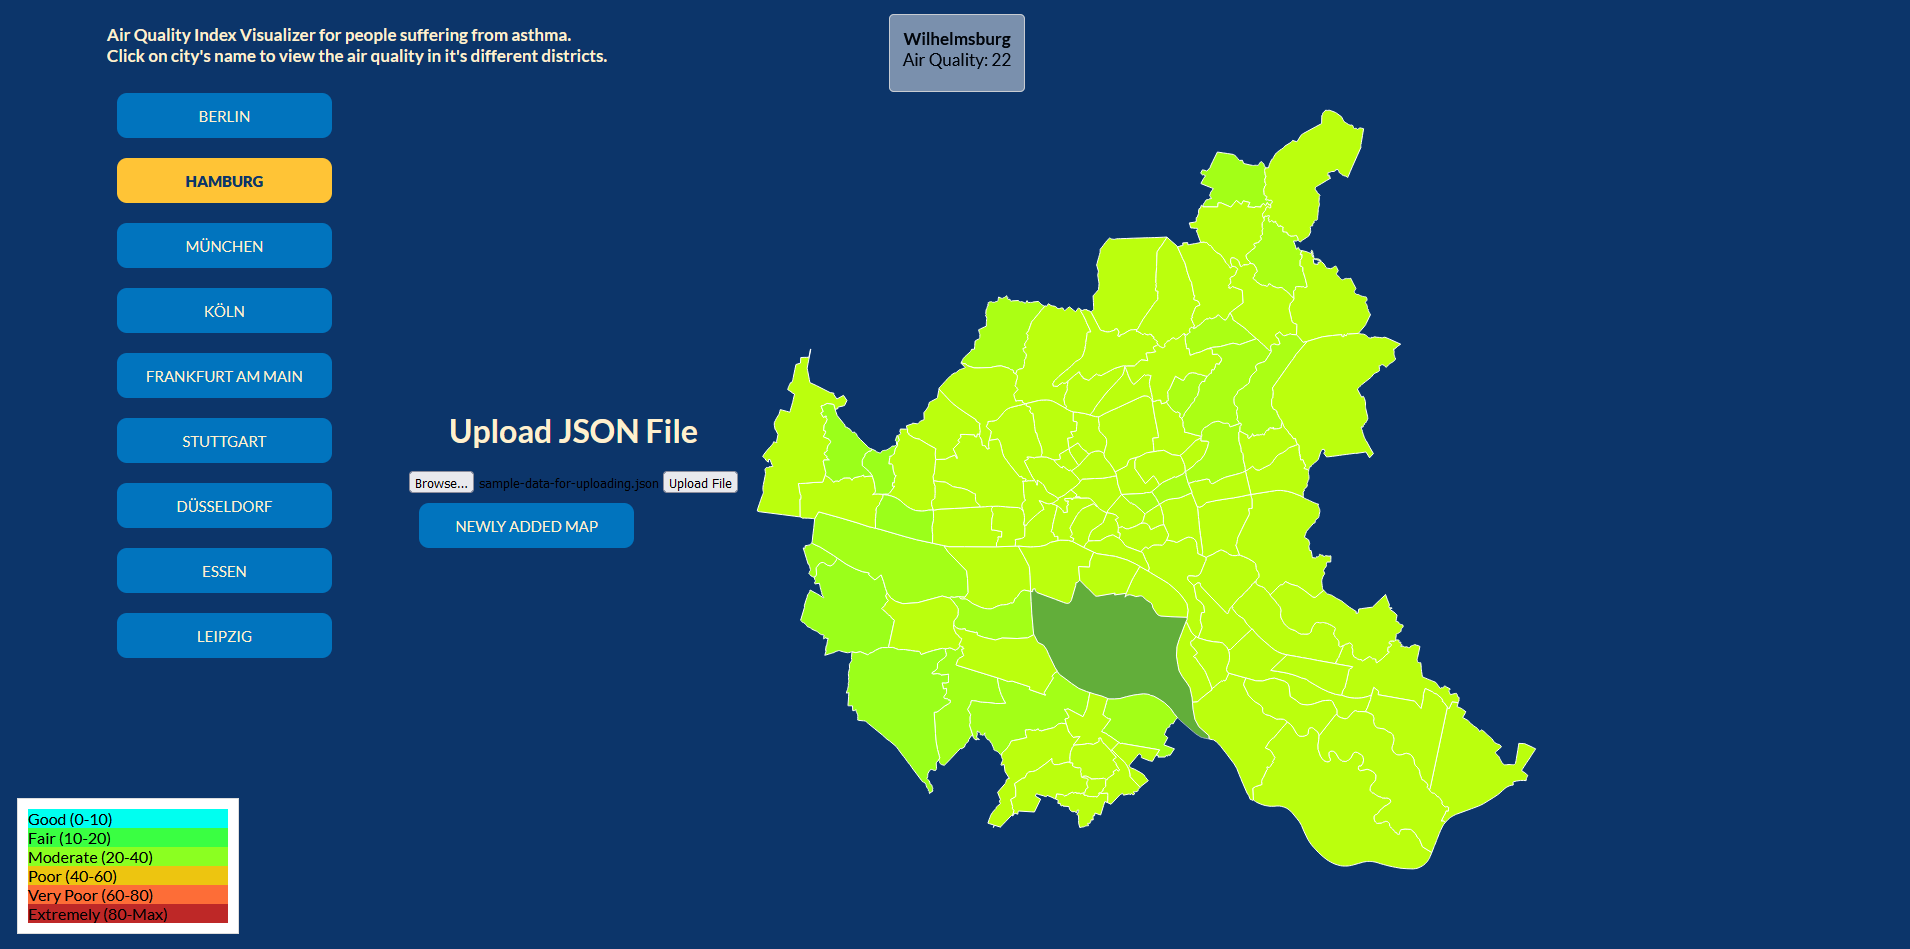 Air Quality Index Visualizer for people suffering from asthma.
Click on city's name to view the air quality in it's different districts.
Wilhelmsburg
Air Quality: 22
BERLIN
HAMBURG
MÜNCHEN
KÖLN
FRANKFURT AM MAIN
STUTTGART
DÜSSELDORF
ESSEN
LEIPZIG
Upload JSON File
Browse... sample-data-for-uploading.json Upload File
NEWLY ADDED MAP
Good (0-10)
Fair (10-20)
Moderate (20-40)
Poor (40-60)
Very Poor (60-80)
Extremely (80-Max)